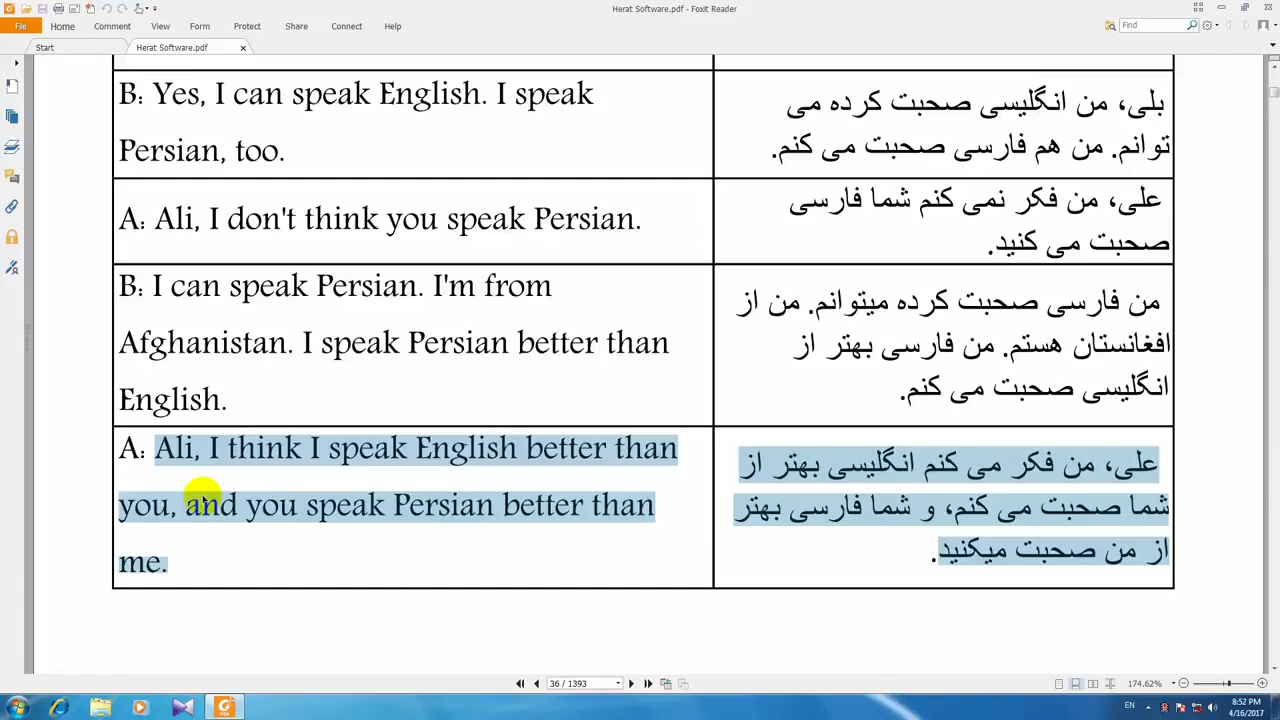 Herat Software.pdf - Foxit Reader
File Home Comment View Form Protect Share Connect Help
Find
Start Herat Software.pdf
B: Yes, I can speak English. I speak
Persian, too.
بلی، من انگلیسی صحبت کرده می
توانم. من هم فارسی صحبت می کنم.
A: Ali, I don't think you speak Persian.
علی، من فکر نمی کنم شما فارسی
صحبت می کنید.
B: I can speak Persian. I'm from
Afghanistan. I speak Persian better than
English.
من فارسی صحبت کرده میتوانم. من از
افغانستان هستم. من فارسی بهتر از
انگلیسی صحبت می کنم.
A: Ali, I think I speak English better than
you, and you speak Persian better than
me.
علی، من فکر می کنم انگلیسی بهتر از
شما صحبت می کنم، و شما فارسی بهتر
از من صحبت میکنید.
36 / 1393
174.62%
EN
8:52 PM
4/16/2017